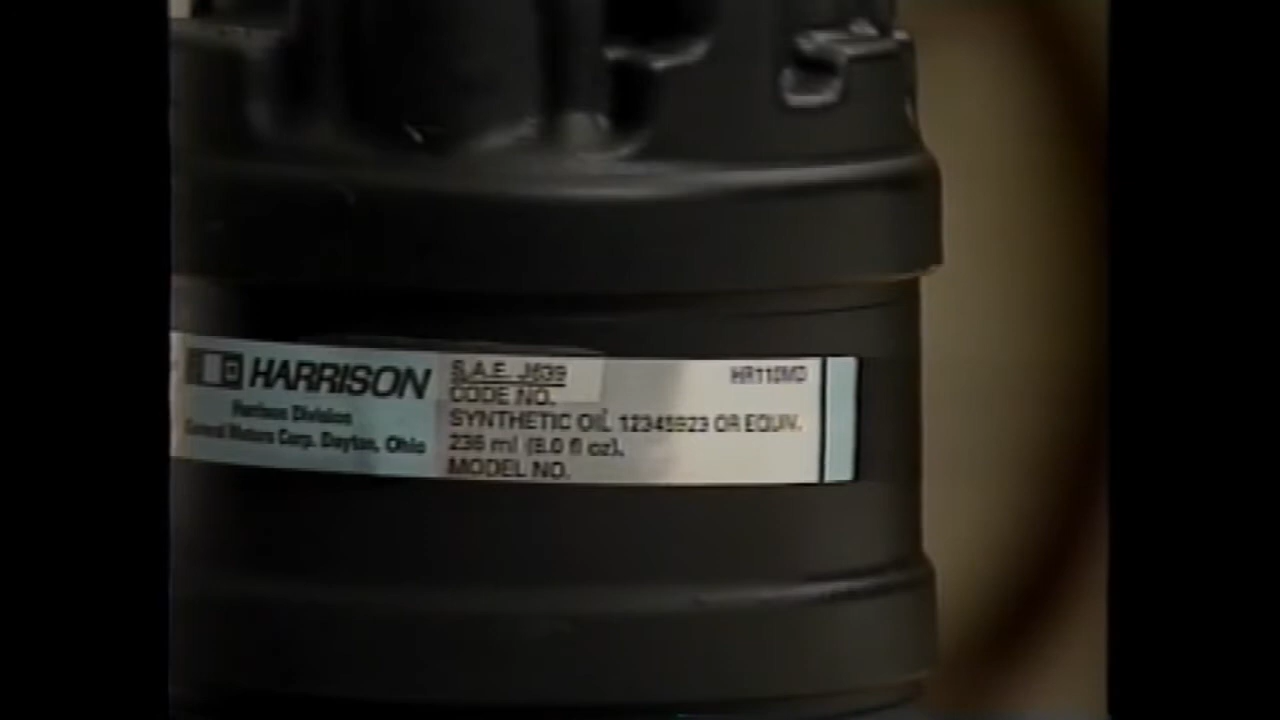 HARRISON
Harrison Division
General Motors Corp. Dayton, Ohio
S.A.E. J639
CODE NO.
SYNTHETIC OIL 12345923 OR EQUIV.
236 ml (8.0 fl oz).
MODEL NO.